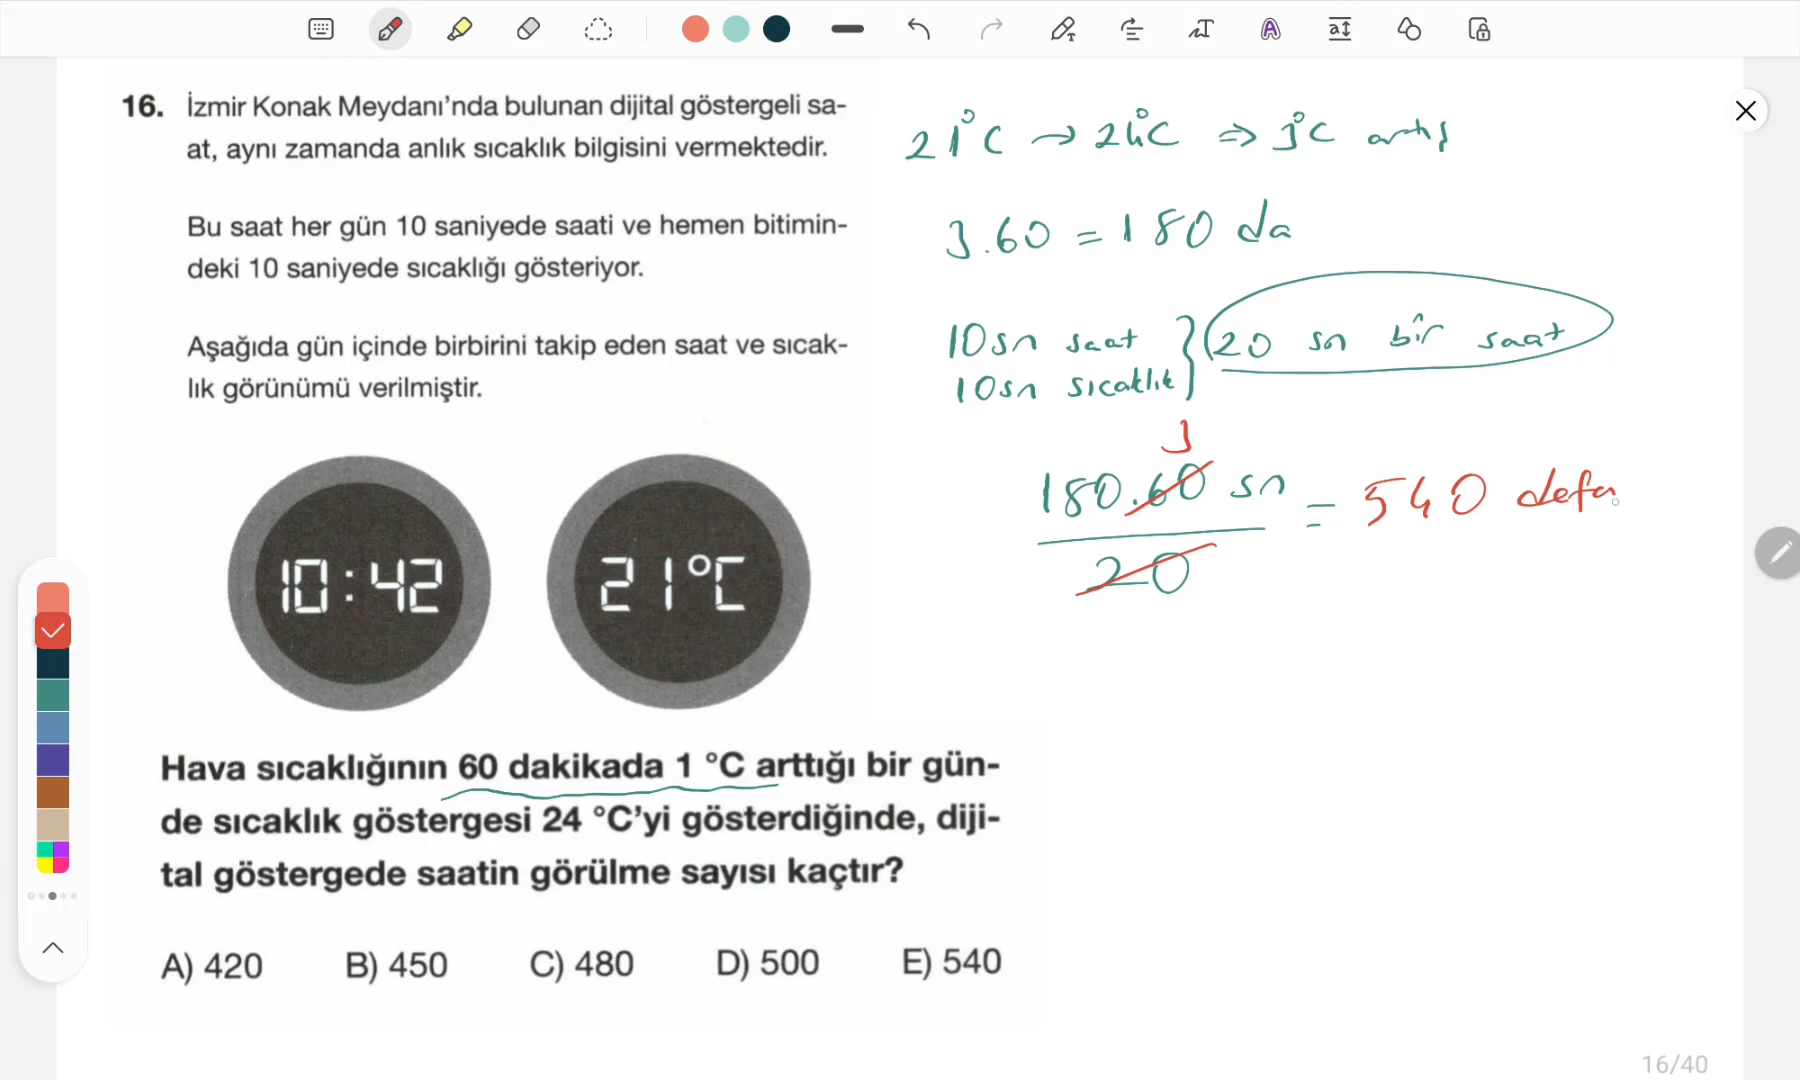 16. İzmir Konak Meydanı'nda bulunan dijital göstergeli sa-
at, aynı zamanda anlık sıcaklık bilgisini vermektedir.
Bu saat her gün 10 saniyede saati ve hemen bitimin-
deki 10 saniyede sıcaklığı gösteriyor.
Aşağıda gün içinde birbirini takip eden saat ve sıcak-
lık görünümü verilmiştir.
10:42
21°C
Hava sıcaklığının 60 dakikada 1 °C arttığı bir gün-
de sıcaklık göstergesi 24 °C'yi gösterdiğinde, diji-
tal göstergede saatin görülme sayısı kaçtır?
A) 420 B) 450 C) 480 D) 500 E) 540
21°C → 24°C ⇒ 3°C artış
3.60 = 180 da
10sn saat
10sn sıcaklık } 20 sn bir saat
3
180.60 sn
20
= 540 defa
16/40